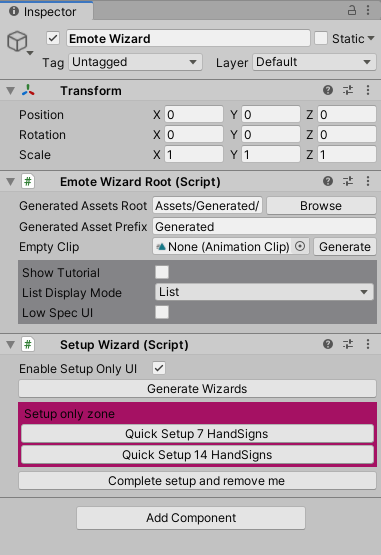 Inspector
Emote Wizard Static
Tag Untagged Layer Default
Transform
Position X 0 Y 0 Z 0
Rotation X 0 Y 0 Z 0
Scale X 1 Y 1 Z 1
# Emote Wizard Root (Script)
Generated Assets Root Assets/Generated/ Browse
Generated Asset Prefix Generated
Empty Clip None (Animation Clip) Generate
Show Tutorial
List Display Mode List
Low Spec UI
# Setup Wizard (Script)
Enable Setup Only UI
Generate Wizards
Setup only zone
Quick Setup 7 HandSigns
Quick Setup 14 HandSigns
Complete setup and remove me
Add Component